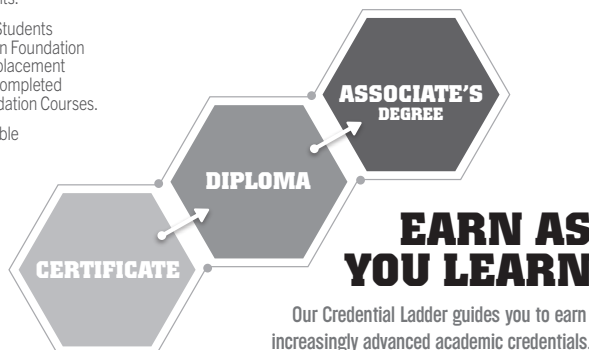 Students
n Foundation
placement
ompleted
dation Courses.
ble
ASSOCIATE'S
DEGREE
DIPLOMA
CERTIFICATE
EARN AS
YOU LEARN
Our Credential Ladder guides you to earn
increasingly advanced academic credentials.